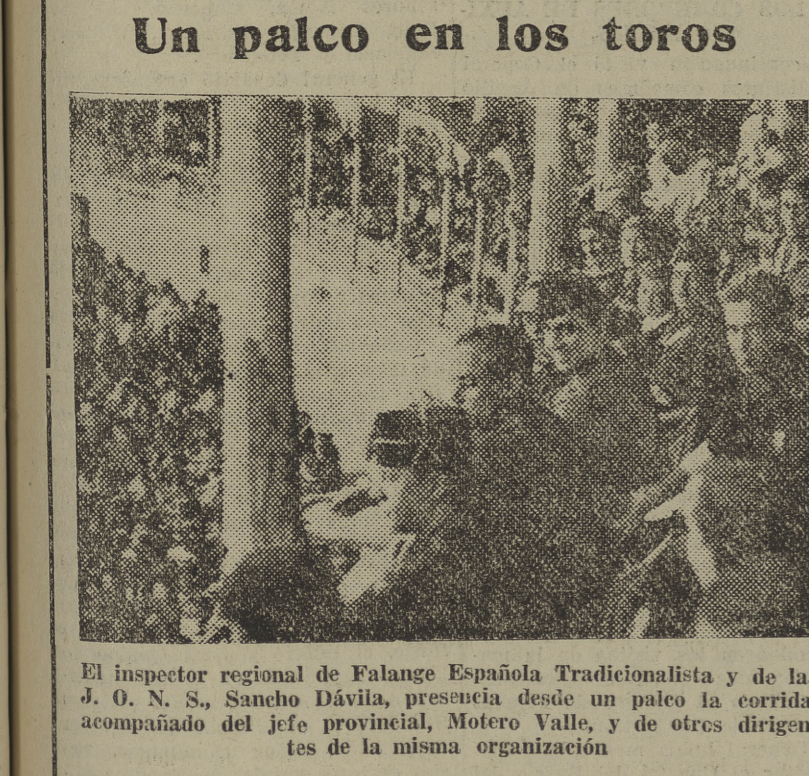 Un palco en los toros
El inspector regional de Falange Española Tradicionalista y de la
J. O. N. S., Sancho Dávila, presencia desde un palco la corrida
acompañado del jefe provincial, Motero Valle, y de otros dirigen
tes de la misma organización